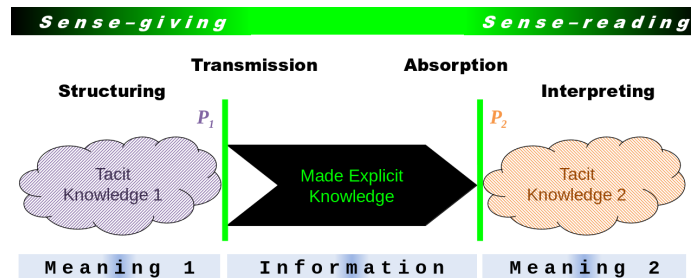 Sense-giving Sense-reading
Transmission Absorption
Structuring Interpreting
P1 P2
Tacit Made Explicit Tacit
Knowledge 1 Knowledge Knowledge 2
Meaning 1 Information Meaning 2